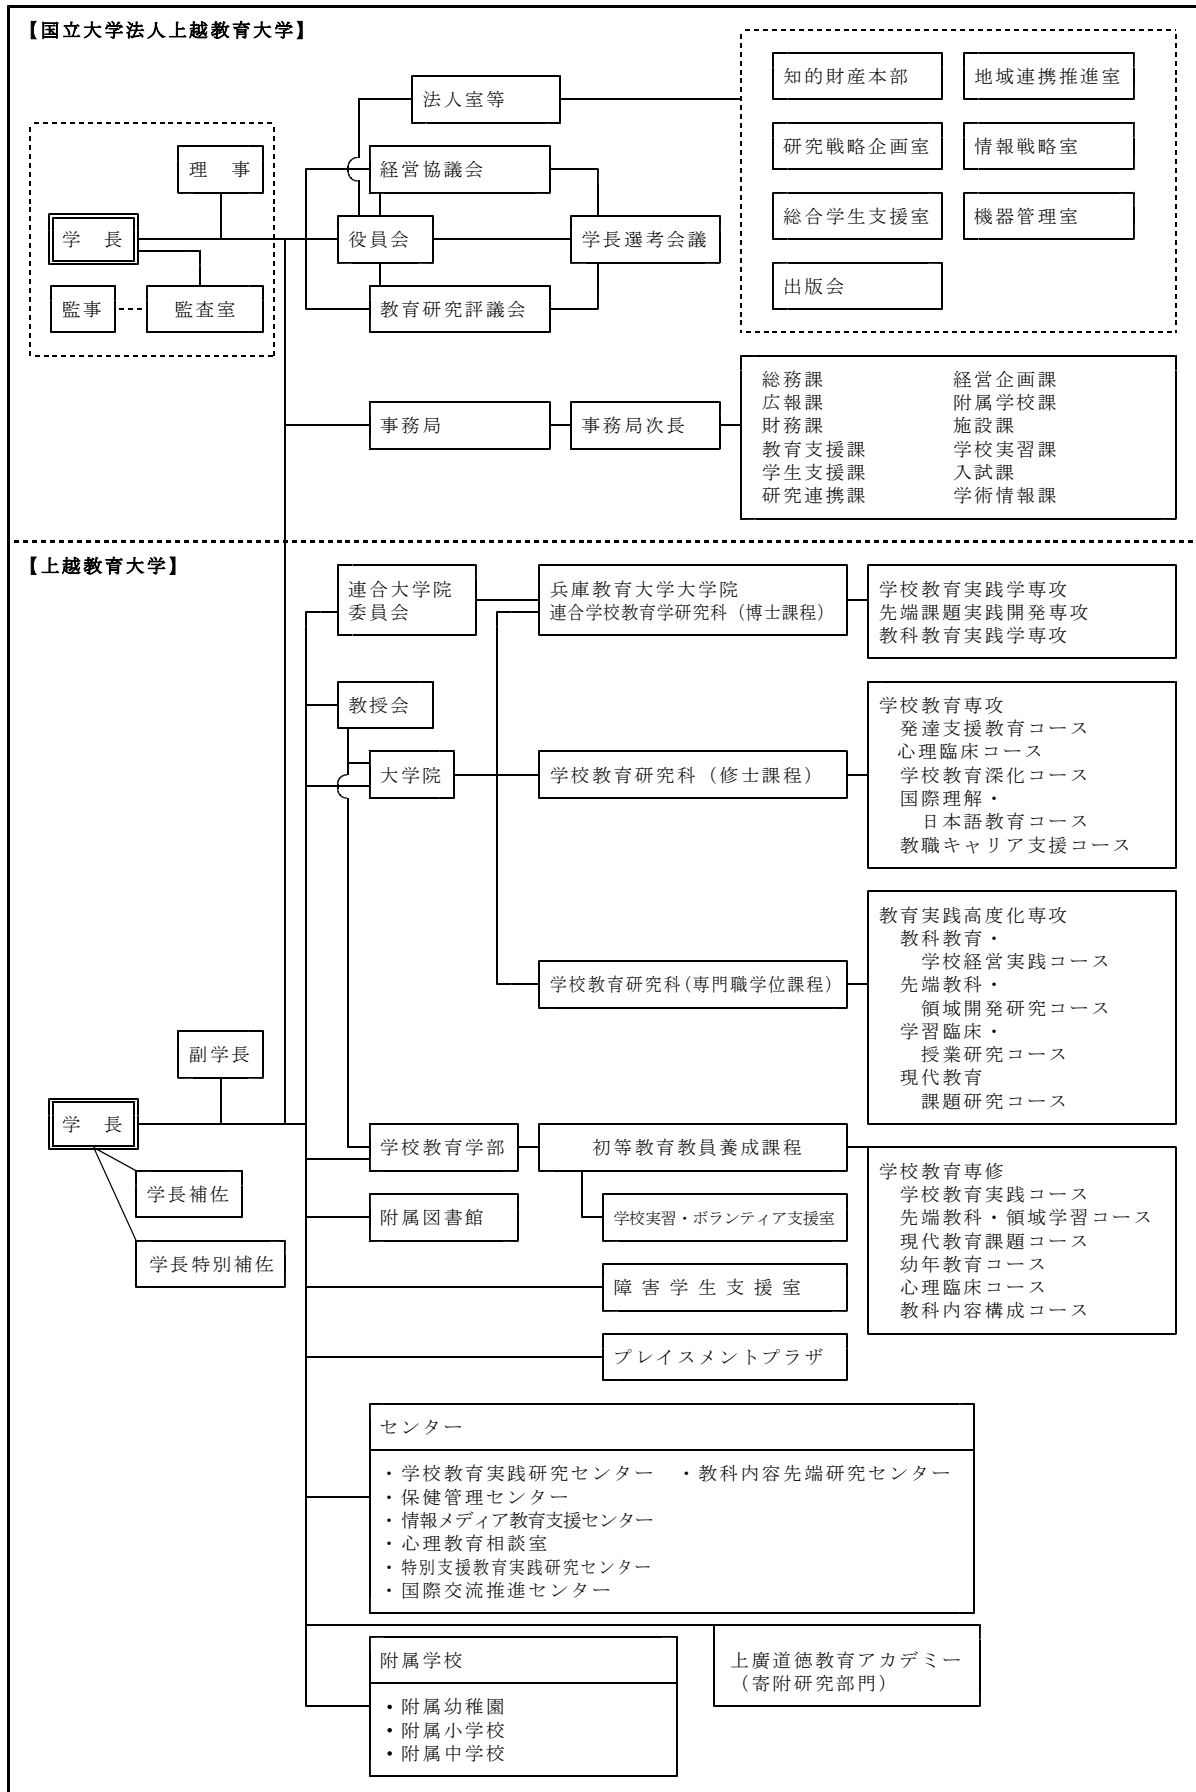 【国立大学法人上越教育大学】
法人室等
知的財産本部
地域連携推進室
研究戦略企画室
情報戦略室
総合学生支援室
機器管理室
出版会
理　事
学　長
監事
監査室
経営協議会
役員会
学長選考会議
教育研究評議会
事務局
事務局次長
総務課
経営企画課
広報課
附属学校課
財務課
施設課
教育支援課
学校実習課
学生支援課
入試課
研究連携課
学術情報課
【上越教育大学】
連合大学院
委員会
兵庫教育大学大学院
連合学校教育学研究科（博士課程）
学校教育実践学専攻
先端課題実践開発専攻
教科教育実践学専攻
教授会
大学院
学校教育研究科（修士課程）
学校教育専攻
発達支援教育コース
心理臨床コース
学校教育深化コース
国際理解・
日本語教育コース
教職キャリア支援コース
学校教育研究科(専門職学位課程)
教育実践高度化専攻
教科教育・
学校経営実践コース
先端教科・
領域開発研究コース
学習臨床・
授業研究コース
現代教育
課題研究コース
副学長
学　長
学長補佐
学長特別補佐
学校教育学部
初等教育教員養成課程
学校教育専修
学校教育実践コース
先端教科・領域学習コース
現代教育課題コース
幼年教育コース
心理臨床コース
教科内容構成コース
附属図書館
学校実習・ボランティア支援室
障害学生支援室
プレイスメントプラザ
センター
・学校教育実践研究センター　・教科内容先端研究センター
・保健管理センター
・情報メディア教育支援センター
・心理教育相談室
・特別支援教育実践研究センター
・国際交流推進センター
附属学校
・附属幼稚園
・附属小学校
・附属中学校
上廣道徳教育アカデミー
（寄附研究部門）